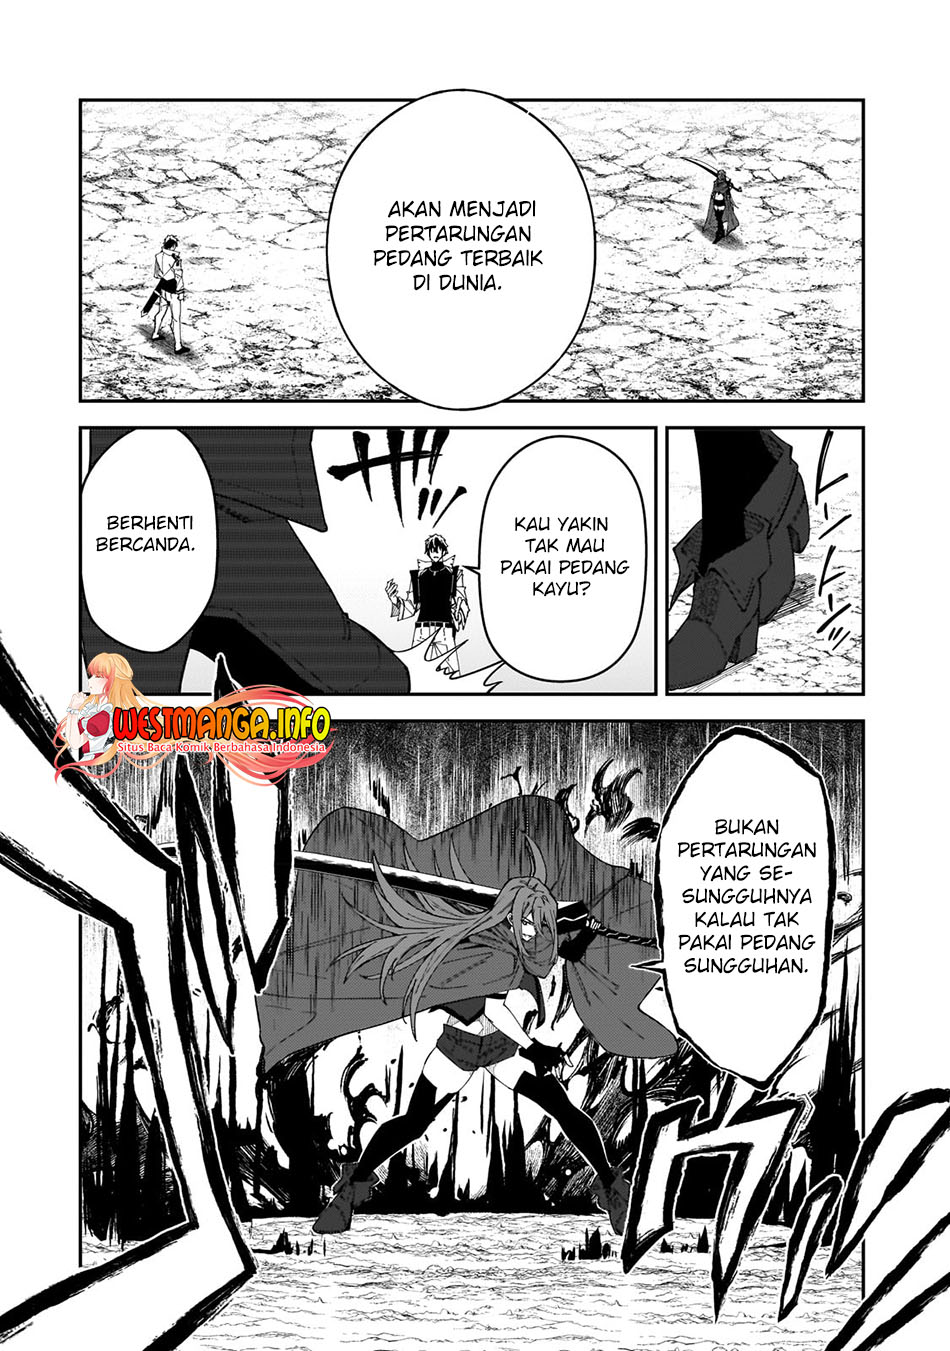 AKAN MENJADI
PERTARUNGAN
PEDANG TERBAIK
DI DUNIA.
KAU YAKIN
TAK MAU
PAKAI PEDANG
KAYU?
BERHENTI
BERCANDA.
WESTMANGA.INFO
Situs Baca Komik Berbahasa Indonesia
BUKAN
PERTARUNGAN
YANG SE-
SUNGGUHNYA
KALAU TAK
PAKAI PEDANG
SUNGGUHAN.